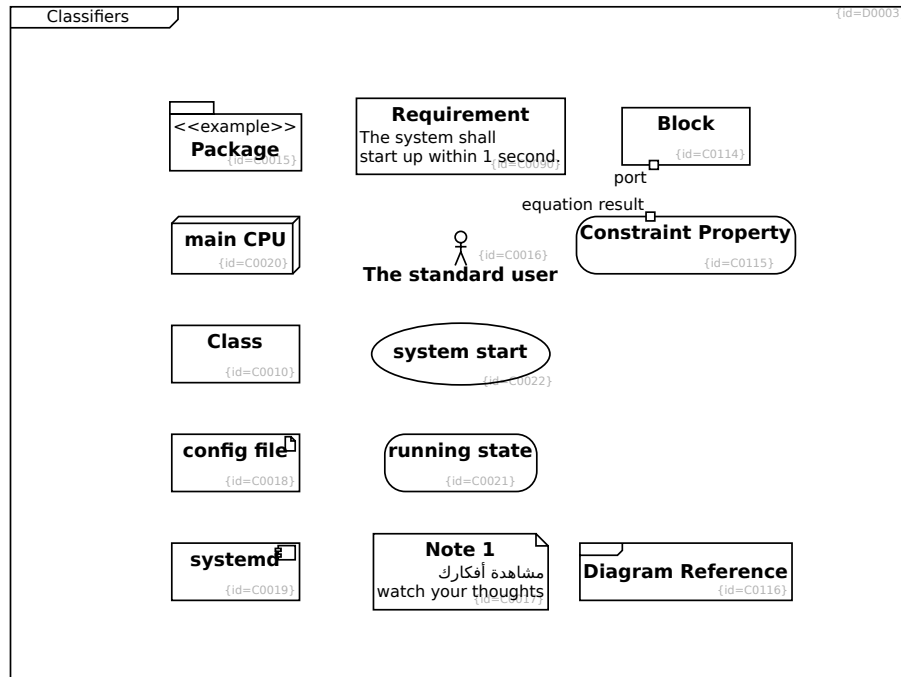 Classifiers
{id=D0003
<<example>>
Package
{id=C0015}
Requirement
The system shall
start up within 1 second.
{id=C0090}
Block
{id=C0114}
port
main CPU
{id=C0020}
The standard user
{id=C0016}
equation result
Constraint Property
{id=C0115}
Class
{id=C0010}
system start
{id=C0022}
config file
{id=C0018}
running state
{id=C0021}
systemd
{id=C0019}
Note 1
مشاهدة أفكارك
watch your thoughts
{id=C0017}
Diagram Reference
{id=C0116}